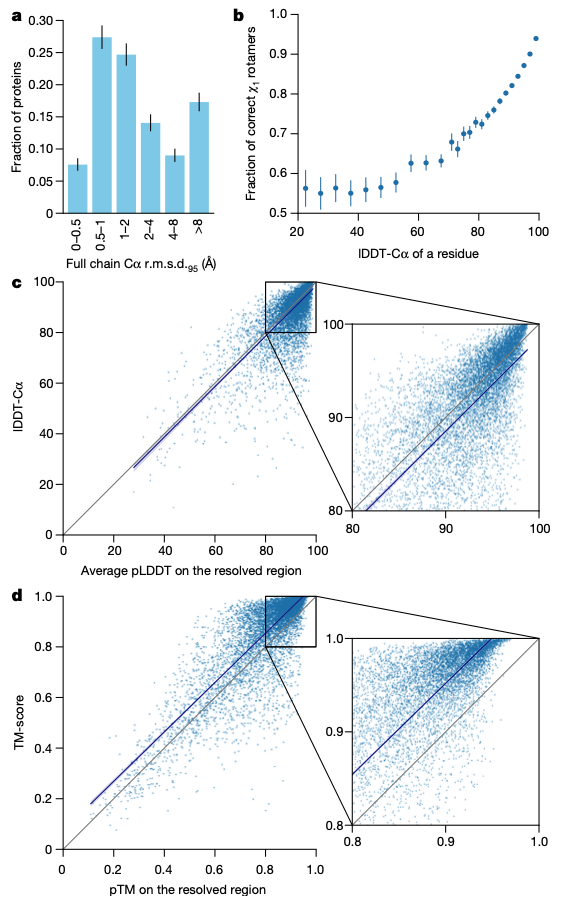 a
Fraction of proteins
0.30
0.25
0.20
0.15
0.10
0.05
0
0–0.5
0.5–1
1–2
2–4
4–8
>8
Full chain Cα r.m.s.d.95 (Å)
b
Fraction of correct χ1 rotamers
1.0
0.9
0.8
0.7
0.6
0.5
20 40 60 80 100
lDDT-Cα of a residue
c
lDDT-Cα
100
80
60
40
20
0
0 20 40 60 80 100
Average pLDDT on the resolved region
100
90
80
80 90 100
d
TM-score
1.0
0.8
0.6
0.4
0.2
0
0 0.2 0.4 0.6 0.8 1.0
pTM on the resolved region
1.0
0.9
0.8
0.8 0.9 1.0